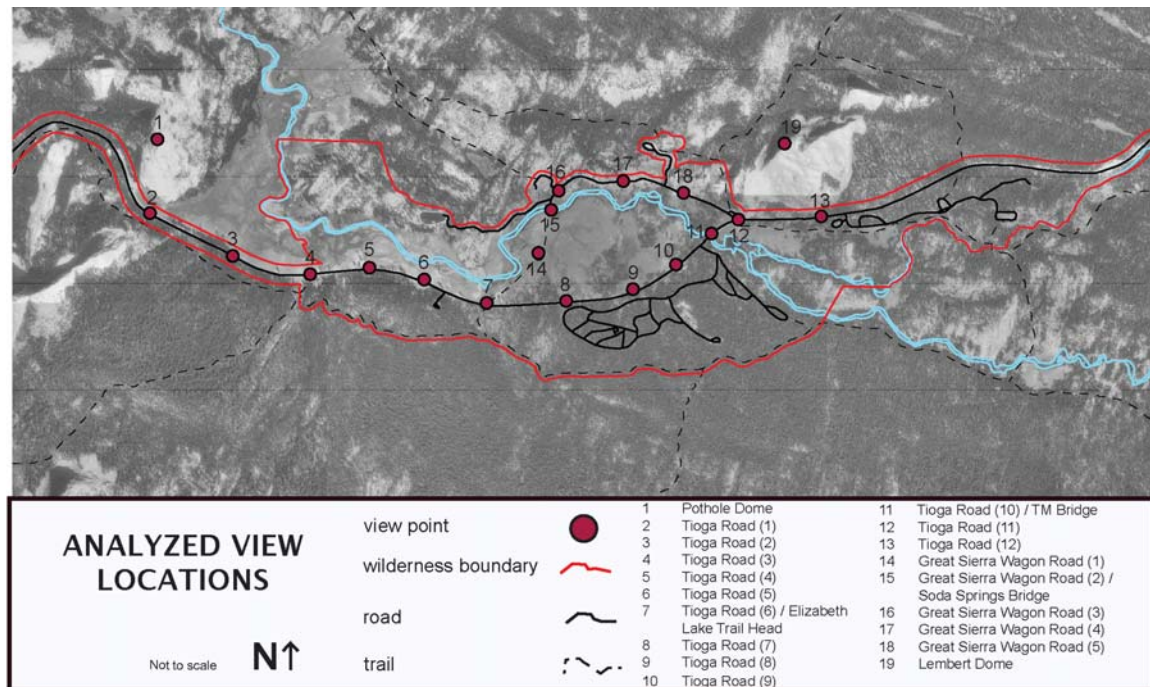 1
19
16
17
18
2
15
13
12
11
3
14
5
10
4
6
9
7
8
ANALYZED VIEW
LOCATIONS
Not to scale
N↑
view point
wilderness boundary
road
trail
1 Pothole Dome
2 Tioga Road (1)
3 Tioga Road (2)
4 Tioga Road (3)
5 Tioga Road (4)
6 Tioga Road (5)
7 Tioga Road (6) / Elizabeth
Lake Trail Head
8 Tioga Road (7)
9 Tioga Road (8)
10 Tioga Road (9)
11 Tioga Road (10) / TM Bridge
12 Tioga Road (11)
13 Tioga Road (12)
14 Great Sierra Wagon Road (1)
15 Great Sierra Wagon Road (2) /
Soda Springs Bridge
16 Great Sierra Wagon Road (3)
17 Great Sierra Wagon Road (4)
18 Great Sierra Wagon Road (5)
19 Lembert Dome